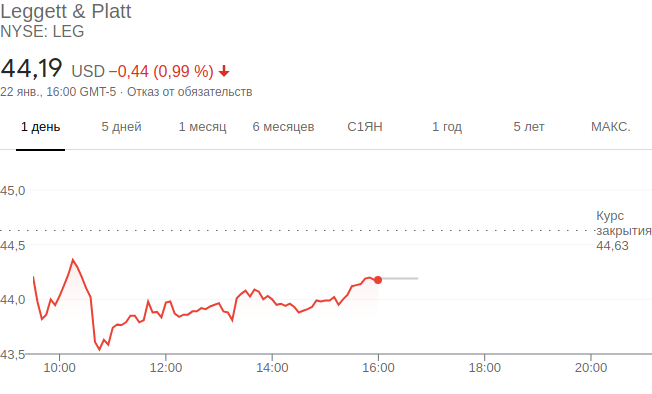 Leggett & Platt
NYSE: LEG
44,19 USD −0,44 (0,99 %)
22 янв., 16:00 GMT-5 · Отказ от обязательств
1 день 5 дней 1 месяц 6 месяцев С1ЯН 1 год 5 лет МАКС.
45,0
Курс
закрытия
44,5 44,63
44,0
43,5
10:00 12:00 14:00 16:00 18:00 20:00